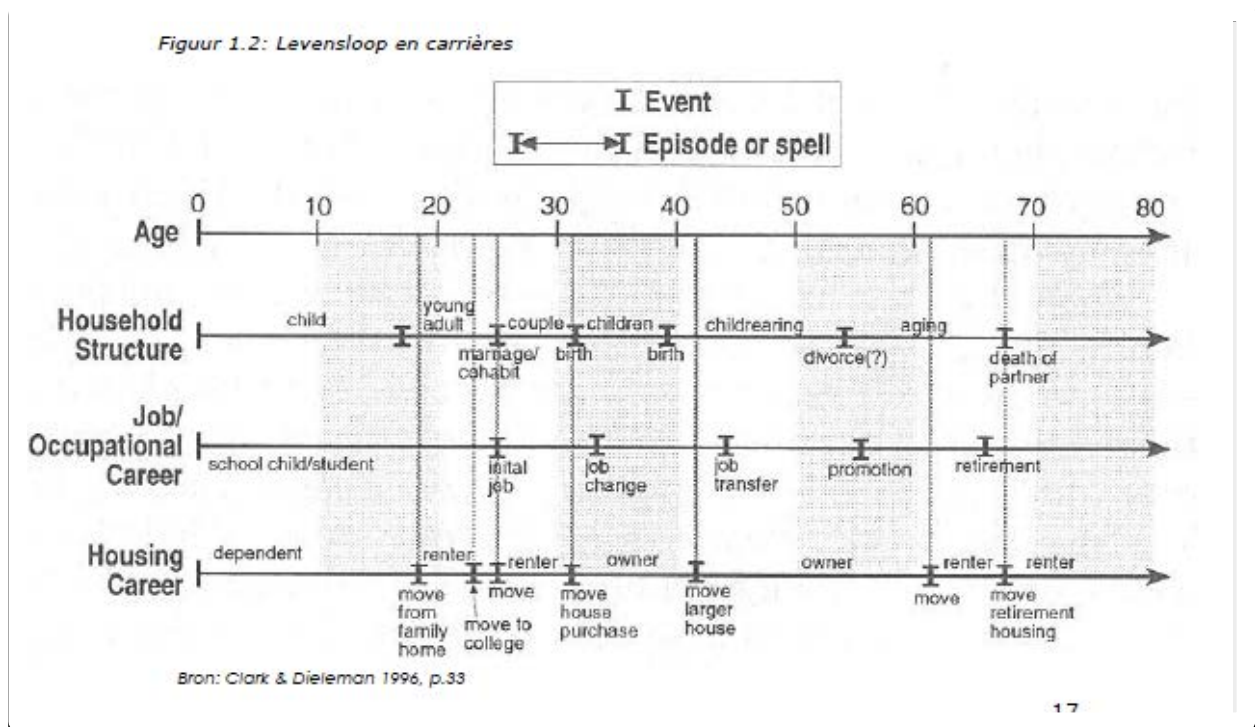 Figuur 1.2: Levensloop en carrières
Event
Episode or spell
0 10 20 30 40 50 60 70 80
Age
Household
Structure
child
young
adult
couple
children
childrearing
aging
marriage/
cohabit
birth
birth
divorce(?)
death of
partner
Job/
Occupational
Career
school child/student
inital
job
job
change
job
transfer
promotion
retirement
Housing
Career
dependent
renter
renter
owner
owner
renter
renter
move
from
family
home
move to
college
move
move
house
purchase
move
larger
house
move
move
retirement
housing
Bron: Clark & Dieleman 1996, p.33
17